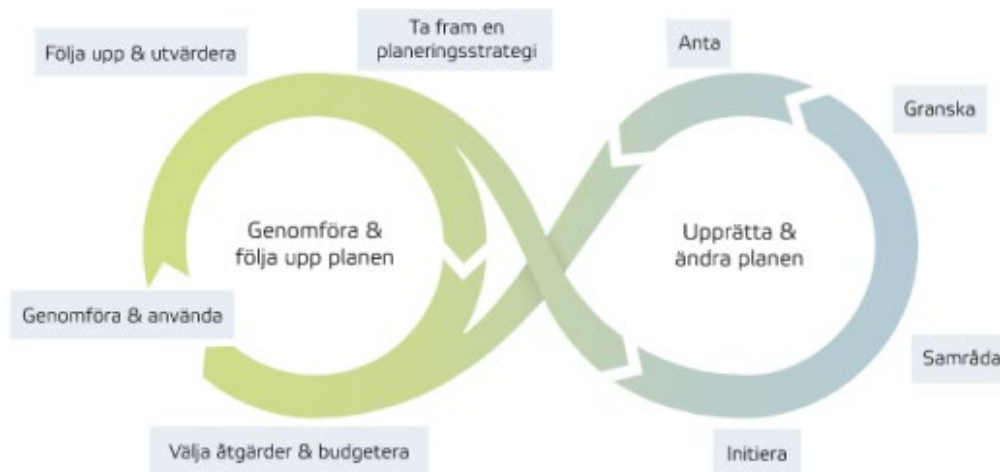 Följa upp & utvärdera
Ta fram en
planeringsstrategi
Anta
Granska
Genomföra &
följa upp planen
Upprätta &
ändra planen
Genomföra & använda
Samråda
Välja åtgärder & budgetera
Initiera